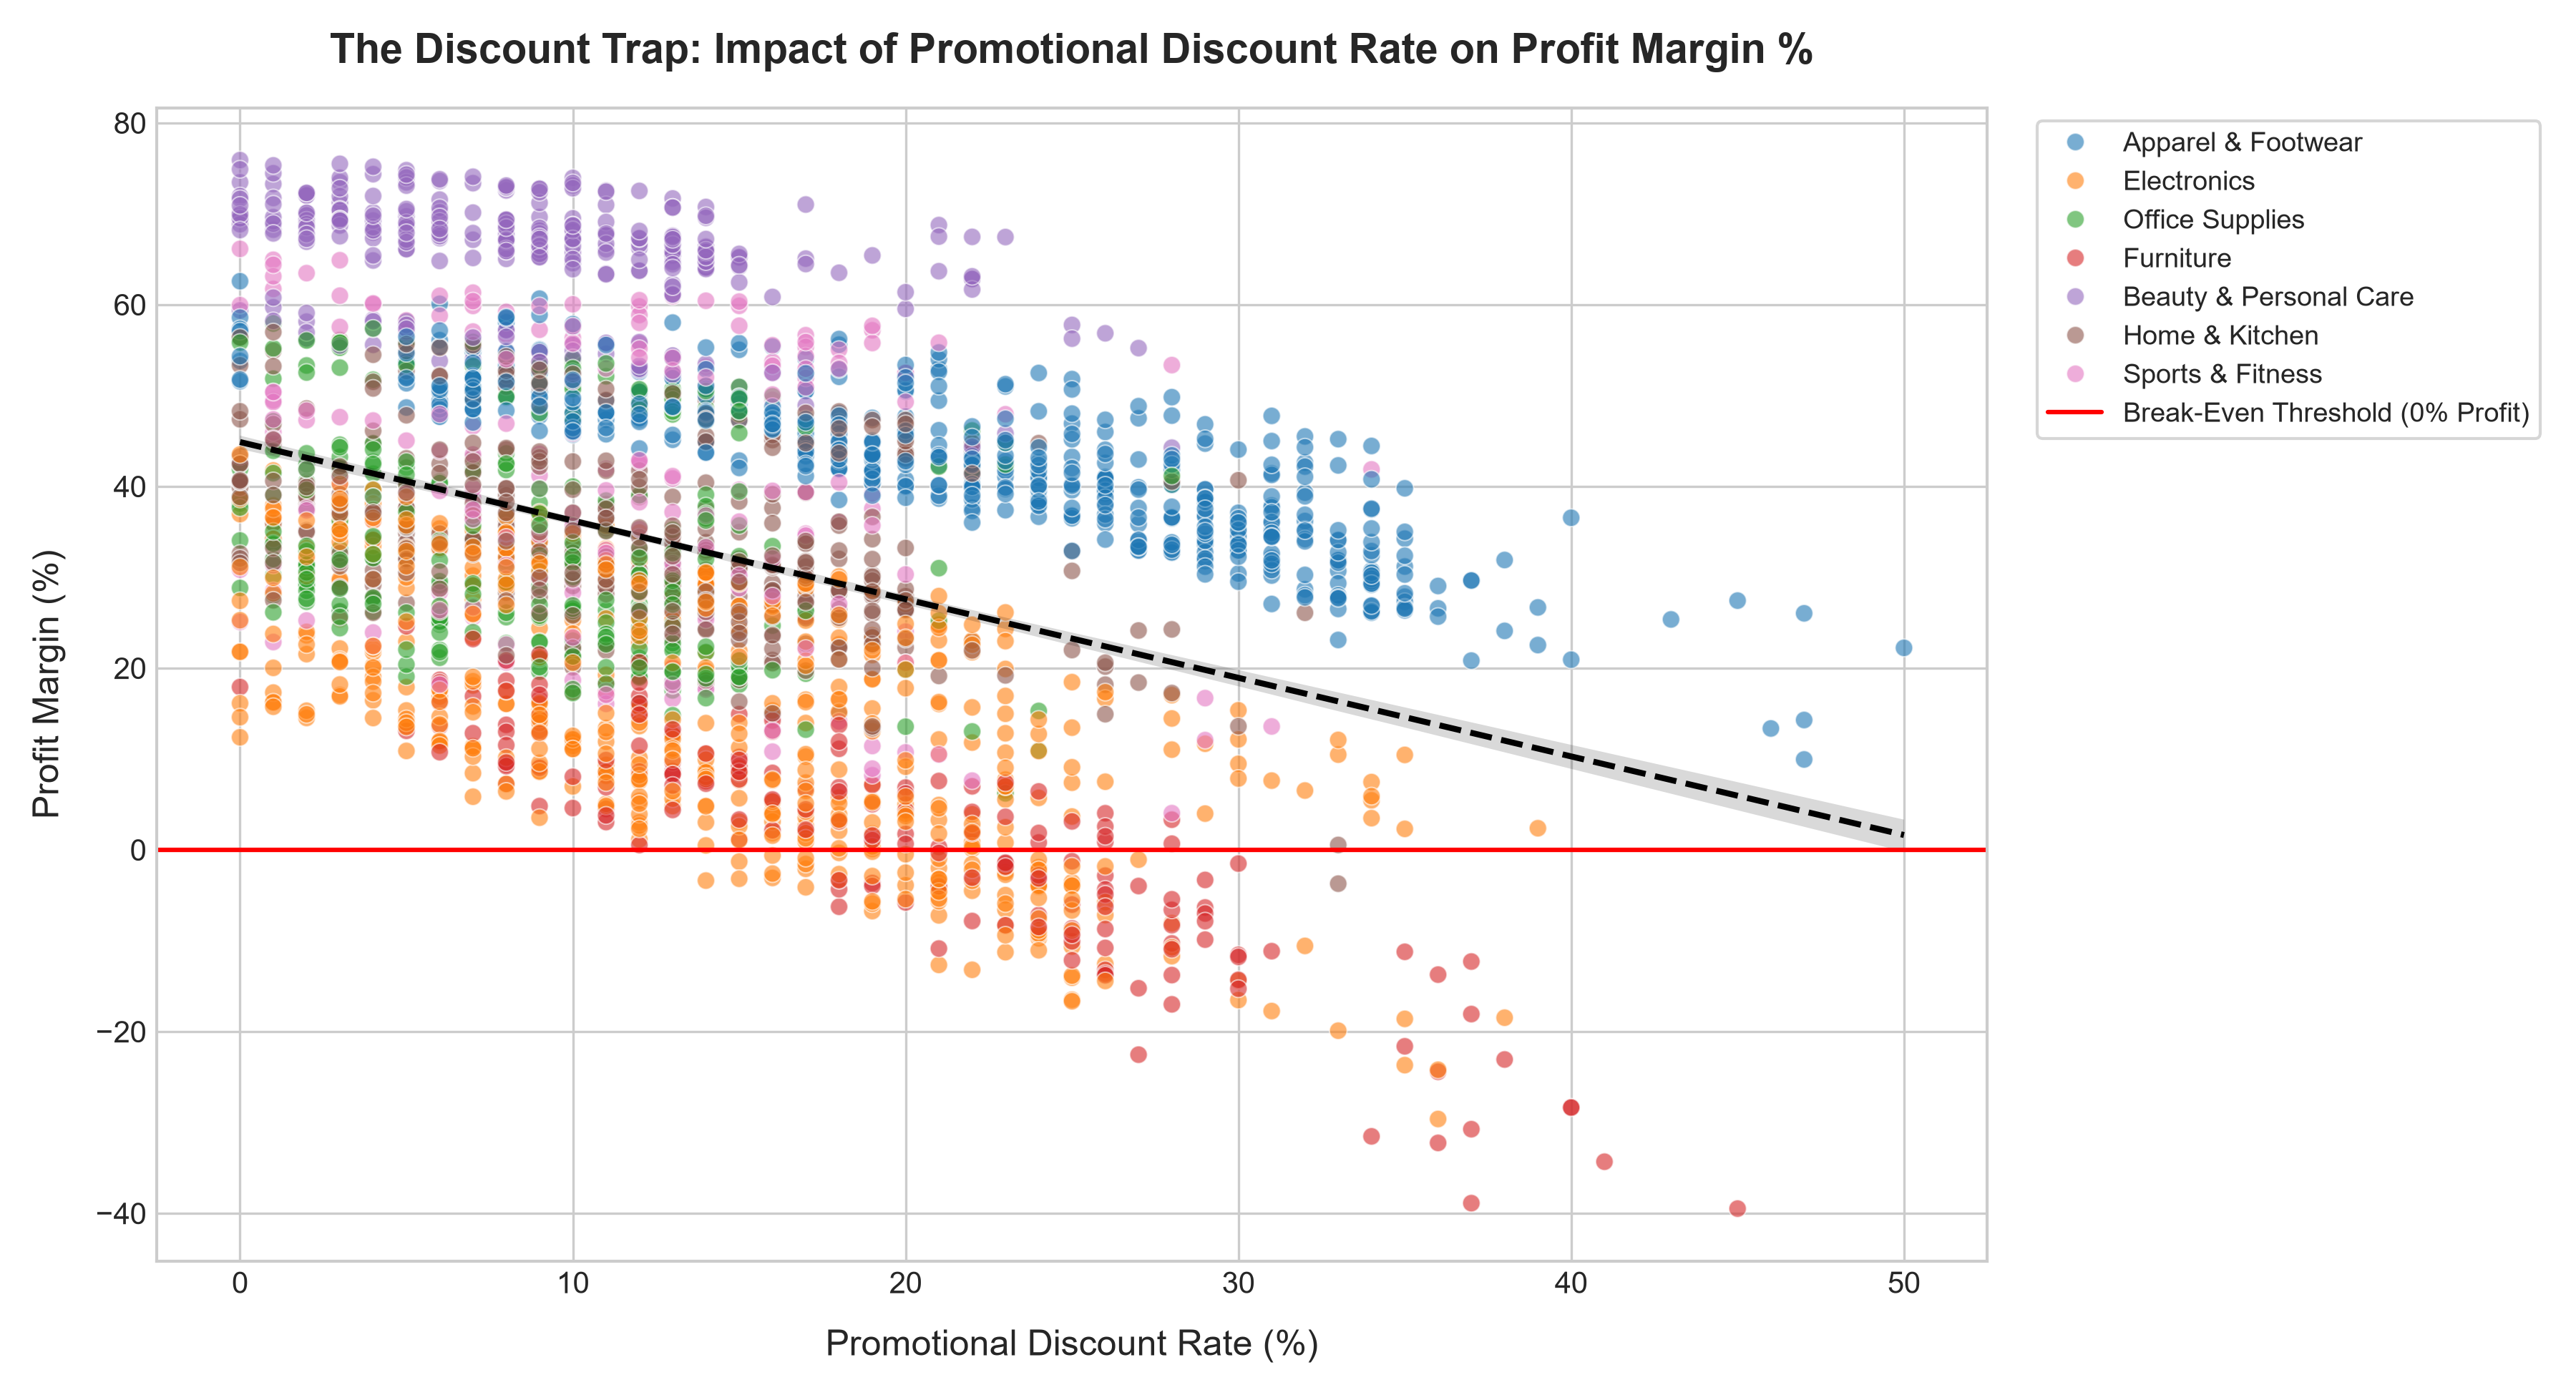 The Discount Trap: Impact of Promotional Discount Rate on Profit Margin %
Profit Margin (%)
80
60
40
20
0
−20
−40
0
10
20
30
40
50
Promotional Discount Rate (%)
Apparel & Footwear
Electronics
Office Supplies
Furniture
Beauty & Personal Care
Home & Kitchen
Sports & Fitness
Break-Even Threshold (0% Profit)